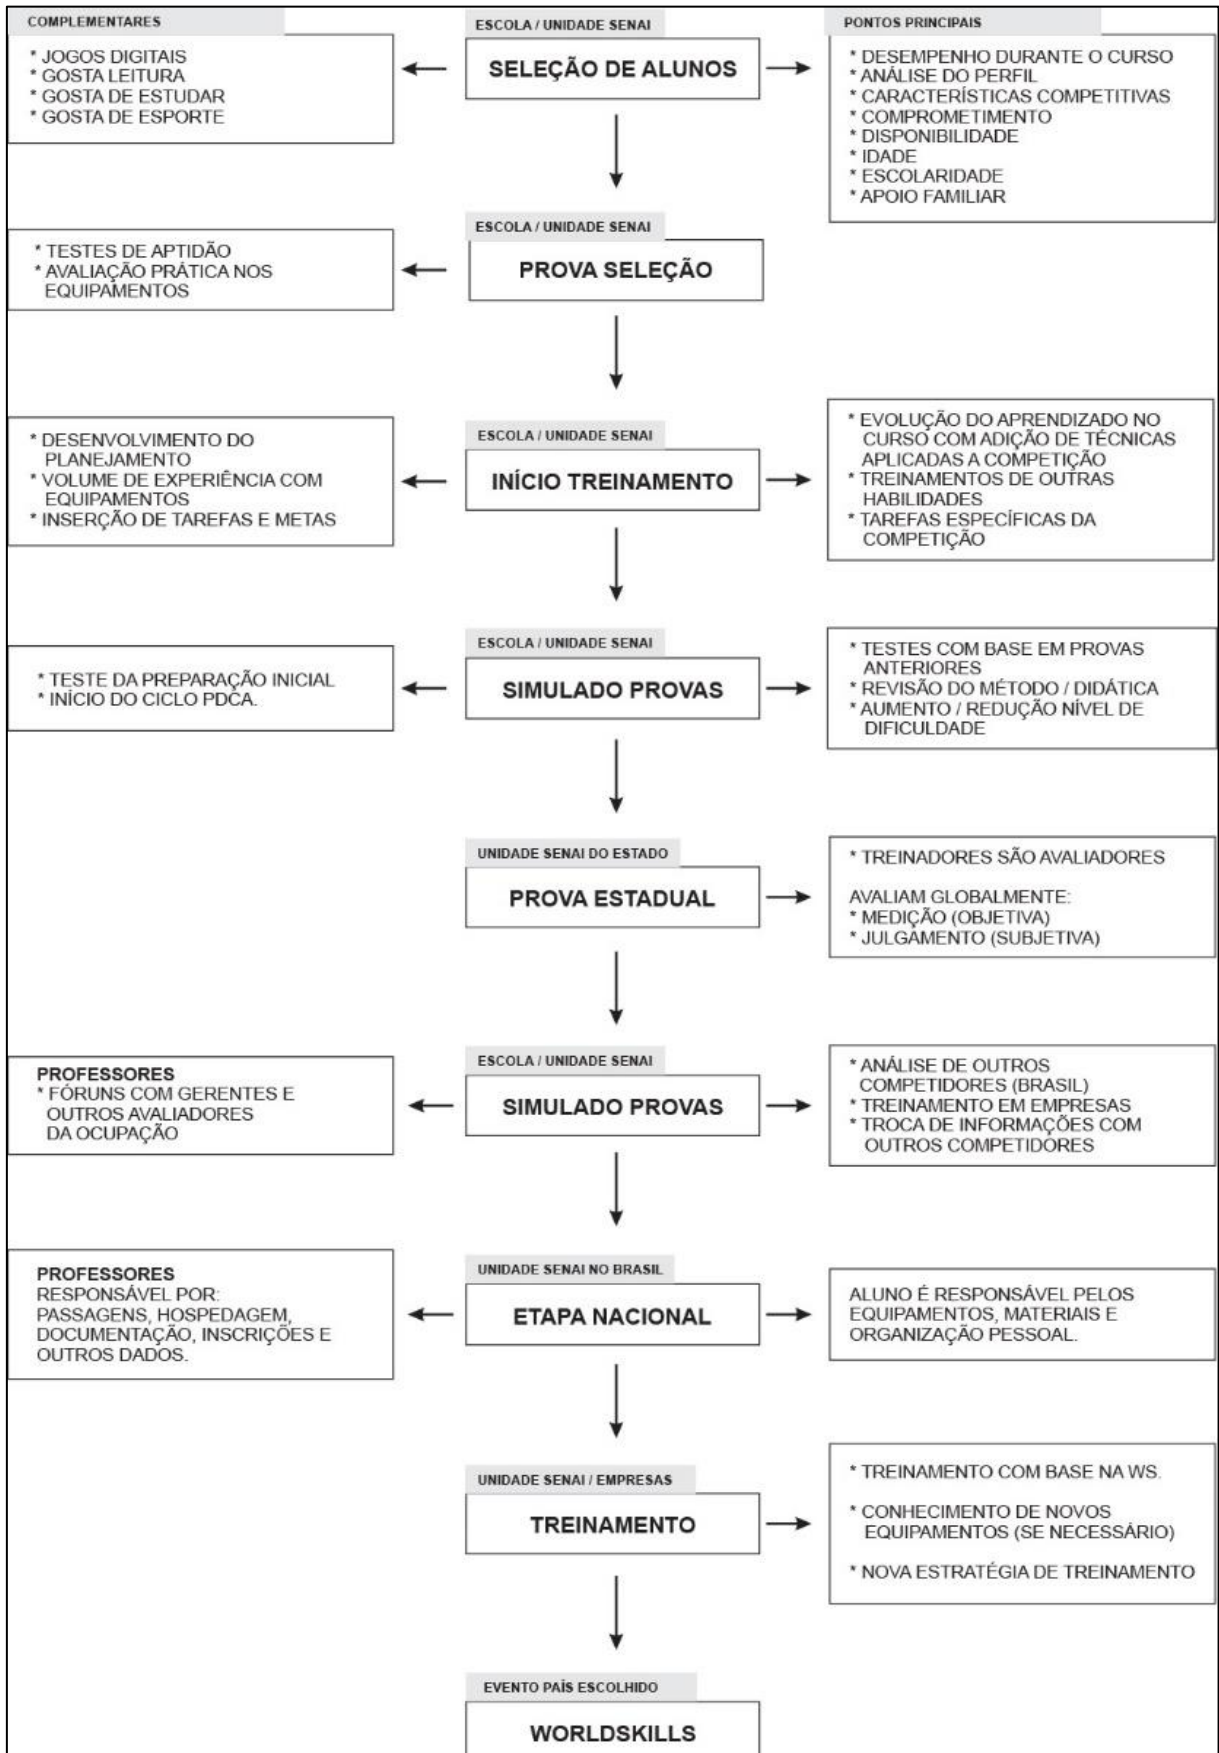 COMPLEMENTARES
* JOGOS DIGITAIS
* GOSTA LEITURA
* GOSTA DE ESTUDAR
* GOSTA DE ESPORTE
ESCOLA / UNIDADE SENAI
SELEÇÃO DE ALUNOS
PONTOS PRINCIPAIS
* DESEMPENHO DURANTE O CURSO
* ANÁLISE DO PERFIL
* CARACTERÍSTICAS COMPETITIVAS
* COMPROMETIMENTO
* DISPONIBILIDADE
* IDADE
* ESCOLARIDADE
* APOIO FAMILIAR
* TESTES DE APTIDÃO
* AVALIAÇÃO PRÁTICA NOS
EQUIPAMENTOS
ESCOLA / UNIDADE SENAI
PROVA SELEÇÃO
* DESENVOLVIMENTO DO
PLANEJAMENTO
* VOLUME DE EXPERIÊNCIA COM
EQUIPAMENTOS
* INSERÇÃO DE TAREFAS E METAS
ESCOLA / UNIDADE SENAI
INÍCIO TREINAMENTO
* EVOLUÇÃO DO APRENDIZADO NO
CURSO COM ADIÇÃO DE TÉCNICAS
APLICADAS A COMPETIÇÃO
* TREINAMENTOS DE OUTRAS
HABILIDADES
* TAREFAS ESPECÍFICAS DA
COMPETIÇÃO
* TESTE DA PREPARAÇÃO INICIAL
* INÍCIO DO CICLO PDCA.
ESCOLA / UNIDADE SENAI
SIMULADO PROVAS
* TESTES COM BASE EM PROVAS
ANTERIORES
* REVISÃO DO MÉTODO / DIDÁTICA
* AUMENTO / REDUÇÃO NÍVEL DE
DIFICULDADE
UNIDADE SENAI DO ESTADO
PROVA ESTADUAL
* TREINADORES SÃO AVALIADORES
AVALIAM GLOBALMENTE:
* MEDIÇÃO (OBJETIVA)
* JULGAMENTO (SUBJETIVA)
PROFESSORES
* FÓRUNS COM GERENTES E
OUTROS AVALIADORES
DA OCUPAÇÃO
ESCOLA / UNIDADE SENAI
SIMULADO PROVAS
* ANÁLISE DE OUTROS
COMPETIDORES (BRASIL)
* TREINAMENTO EM EMPRESAS
* TROCA DE INFORMAÇÕES COM
OUTROS COMPETIDORES
PROFESSORES
RESPONSÁVEL POR:
PASSAGENS, HOSPEDAGEM,
DOCUMENTAÇÃO, INSCRIÇÕES E
OUTROS DADOS.
UNIDADE SENAI NO BRASIL
ETAPA NACIONAL
ALUNO É RESPONSÁVEL PELOS
EQUIPAMENTOS, MATERIAIS E
ORGANIZAÇÃO PESSOAL.
UNIDADE SENAI / EMPRESAS
TREINAMENTO
* TREINAMENTO COM BASE NA WS.
* CONHECIMENTO DE NOVOS
EQUIPAMENTOS (SE NECESSÁRIO)
* NOVA ESTRATÉGIA DE TREINAMENTO
EVENTO PAÍS ESCOLHIDO
WORLDSKILLS